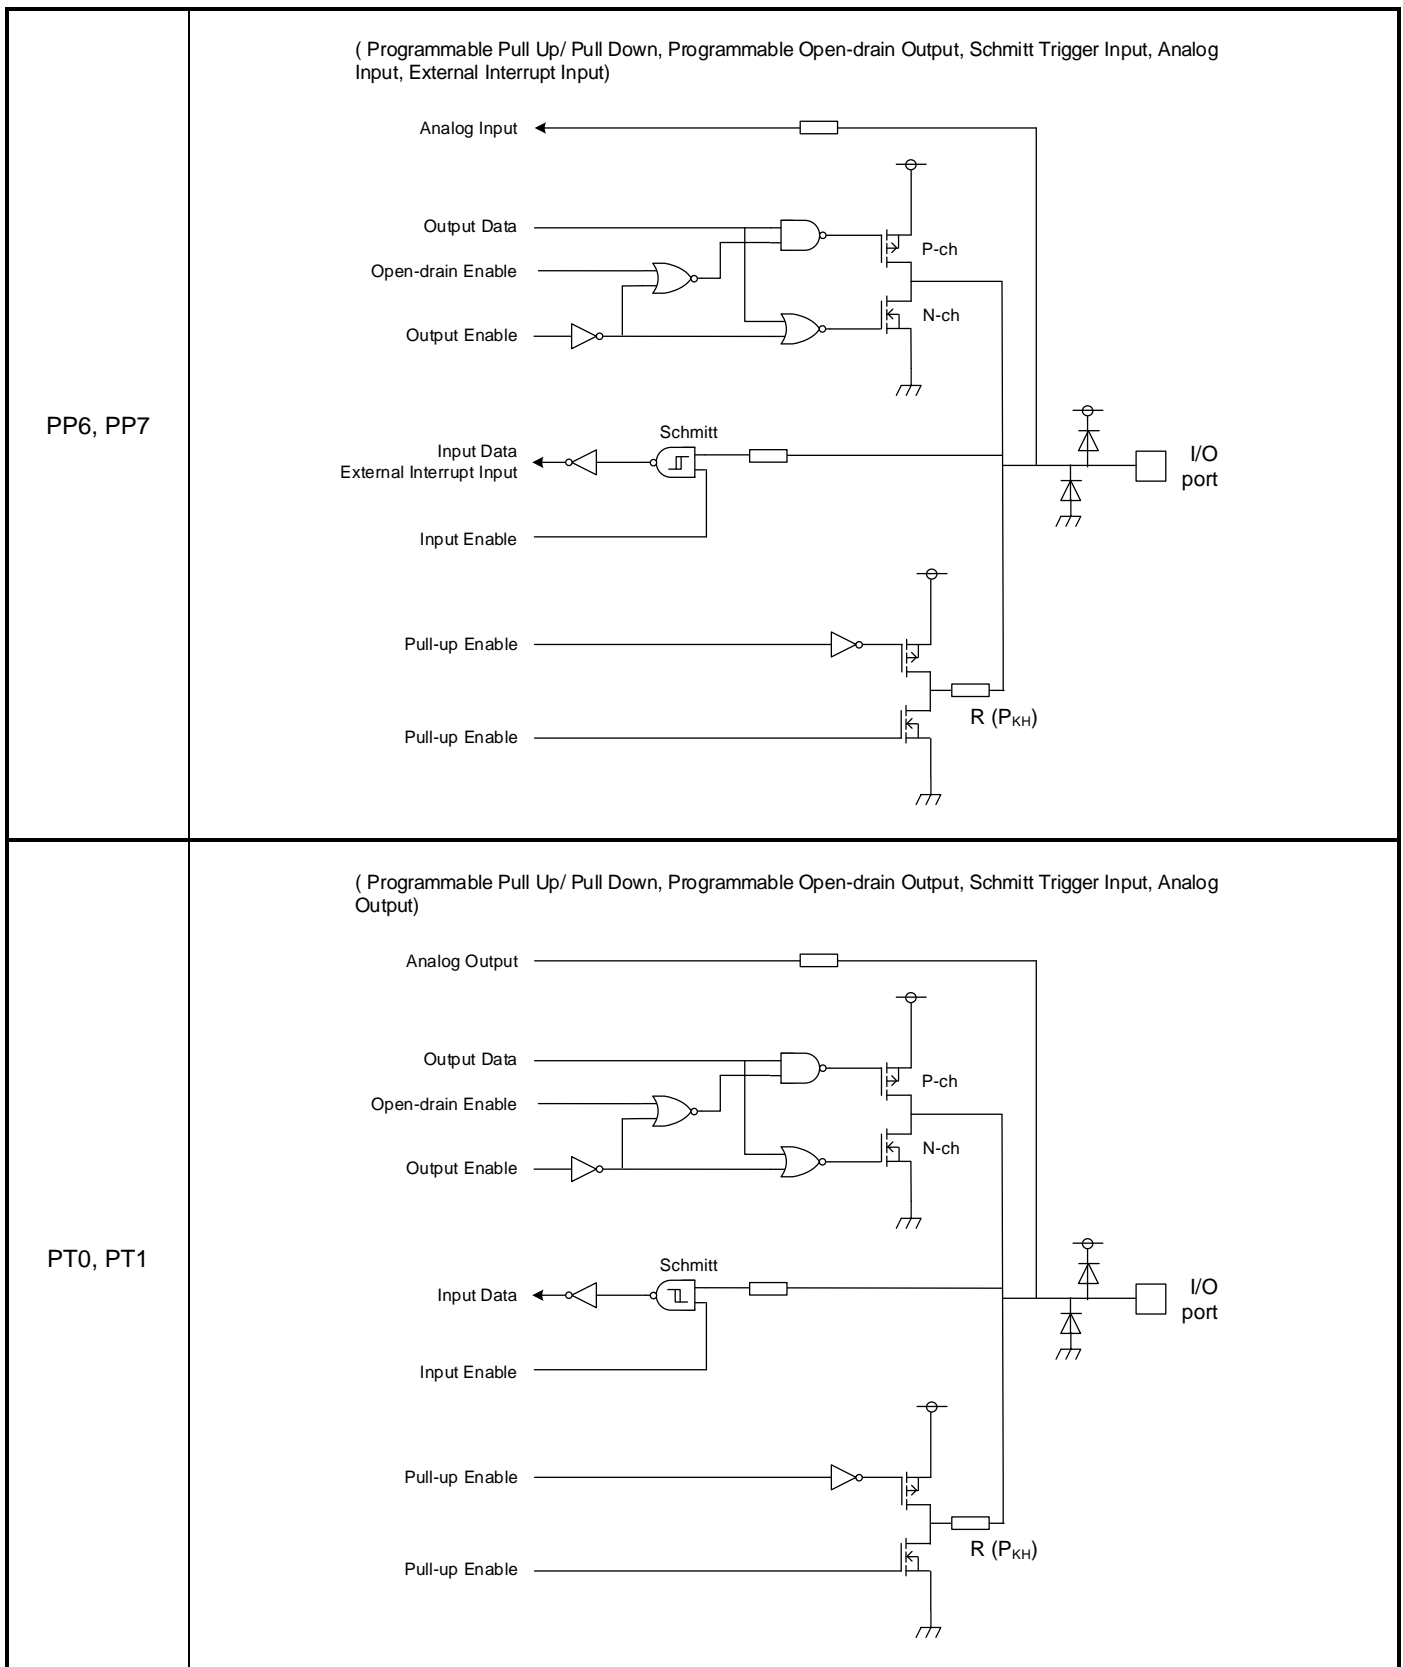 ( Programmable Pull Up/ Pull Down, Programmable Open-drain Output, Schmitt Trigger Input, Analog
Input, External Interrupt Input)
Analog Input
Output Data
P-ch
Open-drain Enable
N-ch
Output Enable
PP6, PP7
Schmitt
Input Data
External Interrupt Input
I/O
port
Input Enable
Pull-up Enable
R (PKH)
Pull-up Enable
( Programmable Pull Up/ Pull Down, Programmable Open-drain Output, Schmitt Trigger Input, Analog
Output)
Analog Output
Output Data
P-ch
Open-drain Enable
N-ch
Output Enable
PT0, PT1
Schmitt
Input Data
I/O
port
Input Enable
Pull-up Enable
R (PKH)
Pull-up Enable